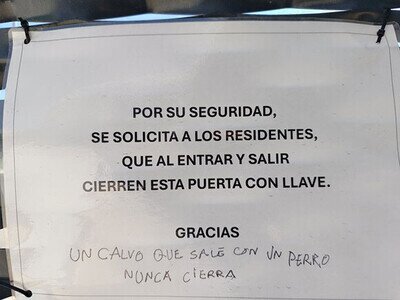 POR SU SEGURIDAD,
SE SOLICITA A LOS RESIDENTES,
QUE AL ENTRAR Y SALIR
CIERREN ESTA PUERTA CON LLAVE.
GRACIAS
UN CALVO QUE SALE CON UN PERRO
NUNCA CIERRA